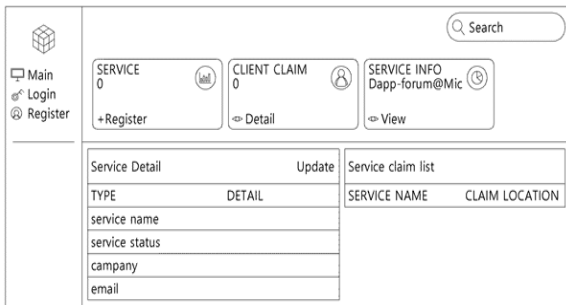 Search
Main
Login
Register
SERVICE
0
+Register
CLIENT CLAIM
0
Detail
SERVICE INFO
Dapp-forum@Mic
View
Service Detail Update
TYPE DETAIL
service name
service status
campany
email
Service claim list
SERVICE NAME CLAIM LOCATION